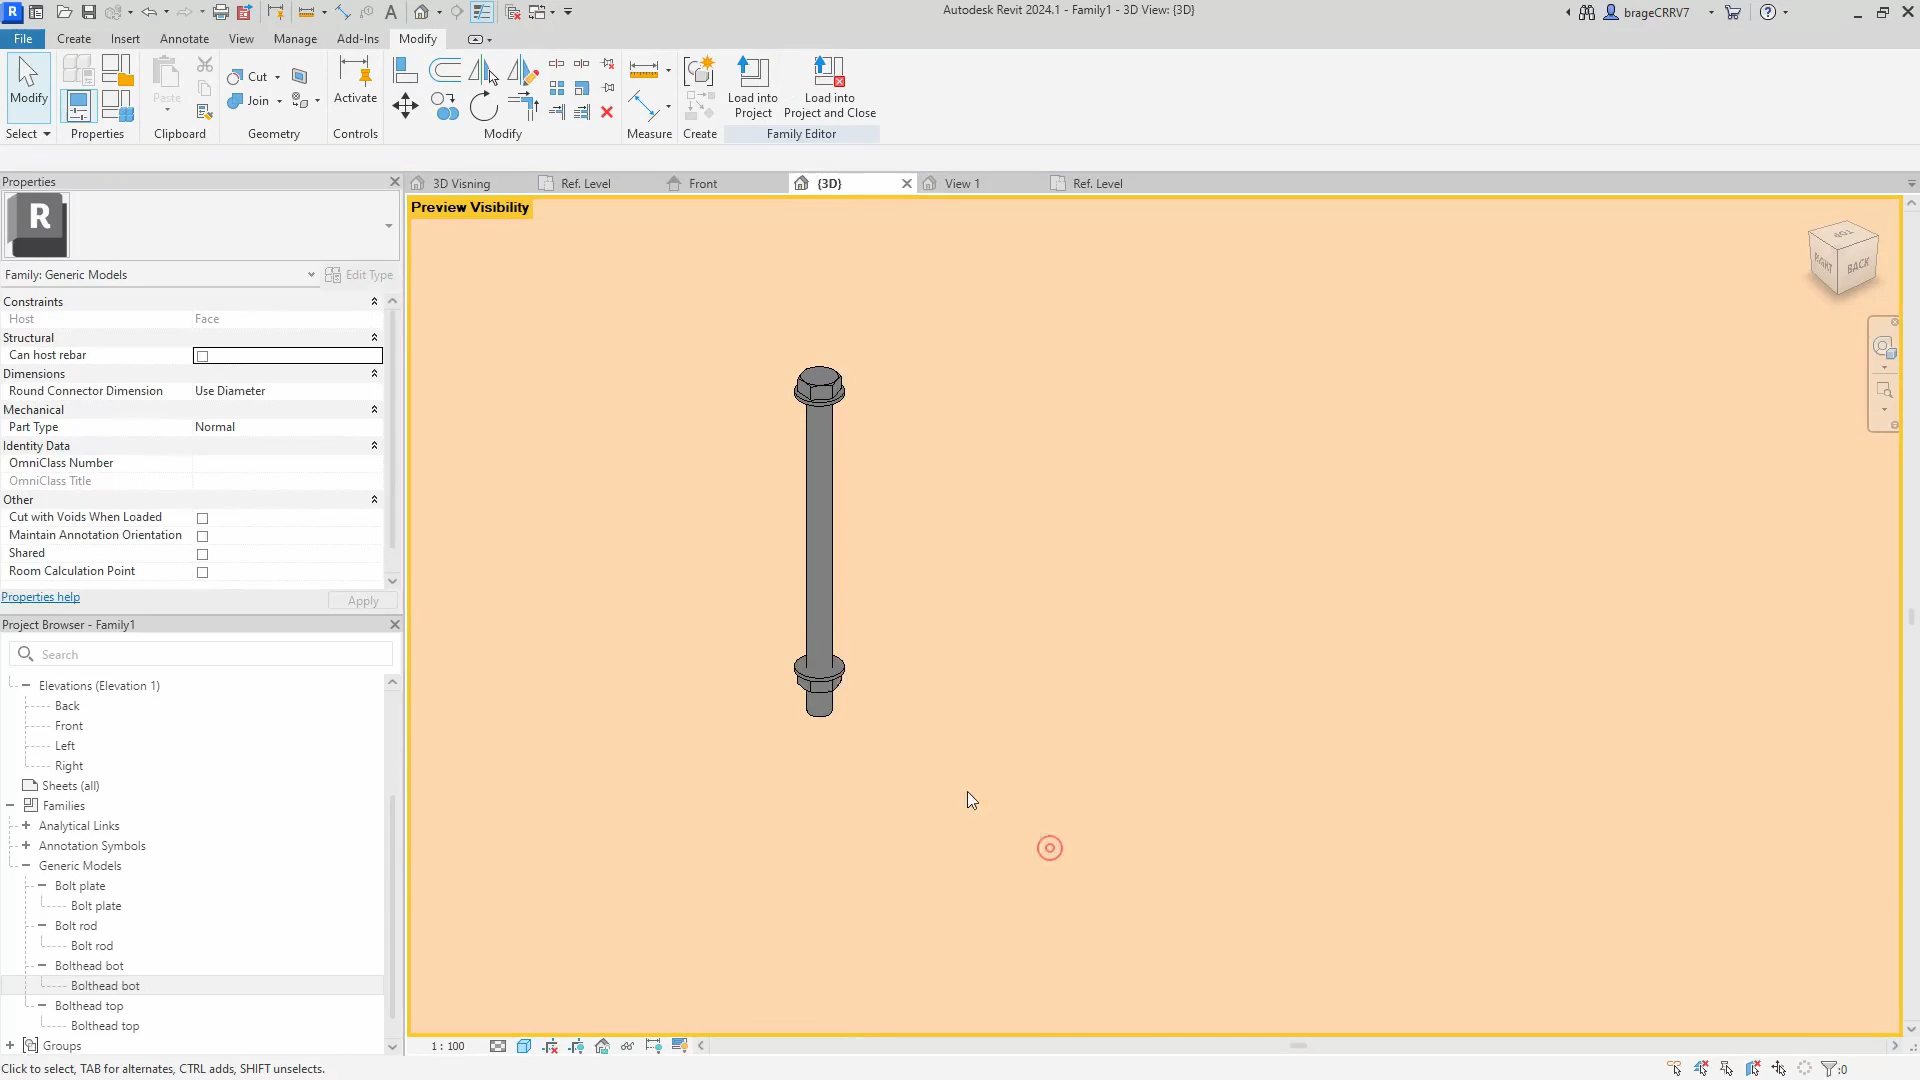 Autodesk Revit 2024.1 - Family1 - 3D View: {3D}
brageCRRV7
File
Create
Insert
Annotate
View
Manage
Add-Ins
Modify
Modify
Paste
Cut
Join
Activate
Load into
Project
Load into
Project and Close
Select
Properties
Clipboard
Geometry
Controls
Modify
Measure
Create
Family Editor
Properties
3D Visning
Ref. Level
Front
{3D}
View 1
Ref. Level
R
Preview Visibility
TOP
RIGHT
BACK
Family: Generic Models
Edit Type
Constraints
Host
Face
Structural
Can host rebar
Dimensions
Round Connector Dimension
Use Diameter
Mechanical
Part Type
Normal
Identity Data
OmniClass Number
OmniClass Title
Other
Cut with Voids When Loaded
Maintain Annotation Orientation
Shared
Room Calculation Point
Properties help
Apply
Project Browser - Family1
Search
Elevations (Elevation 1)
Back
Front
Left
Right
Sheets (all)
Families
Analytical Links
Annotation Symbols
Generic Models
Bolt plate
Bolt plate
Bolt rod
Bolt rod
Bolthead bot
Bolthead bot
Bolthead top
Bolthead top
Groups
1 : 100
Click to select, TAB for alternates, CTRL adds, SHIFT unselects.
:0